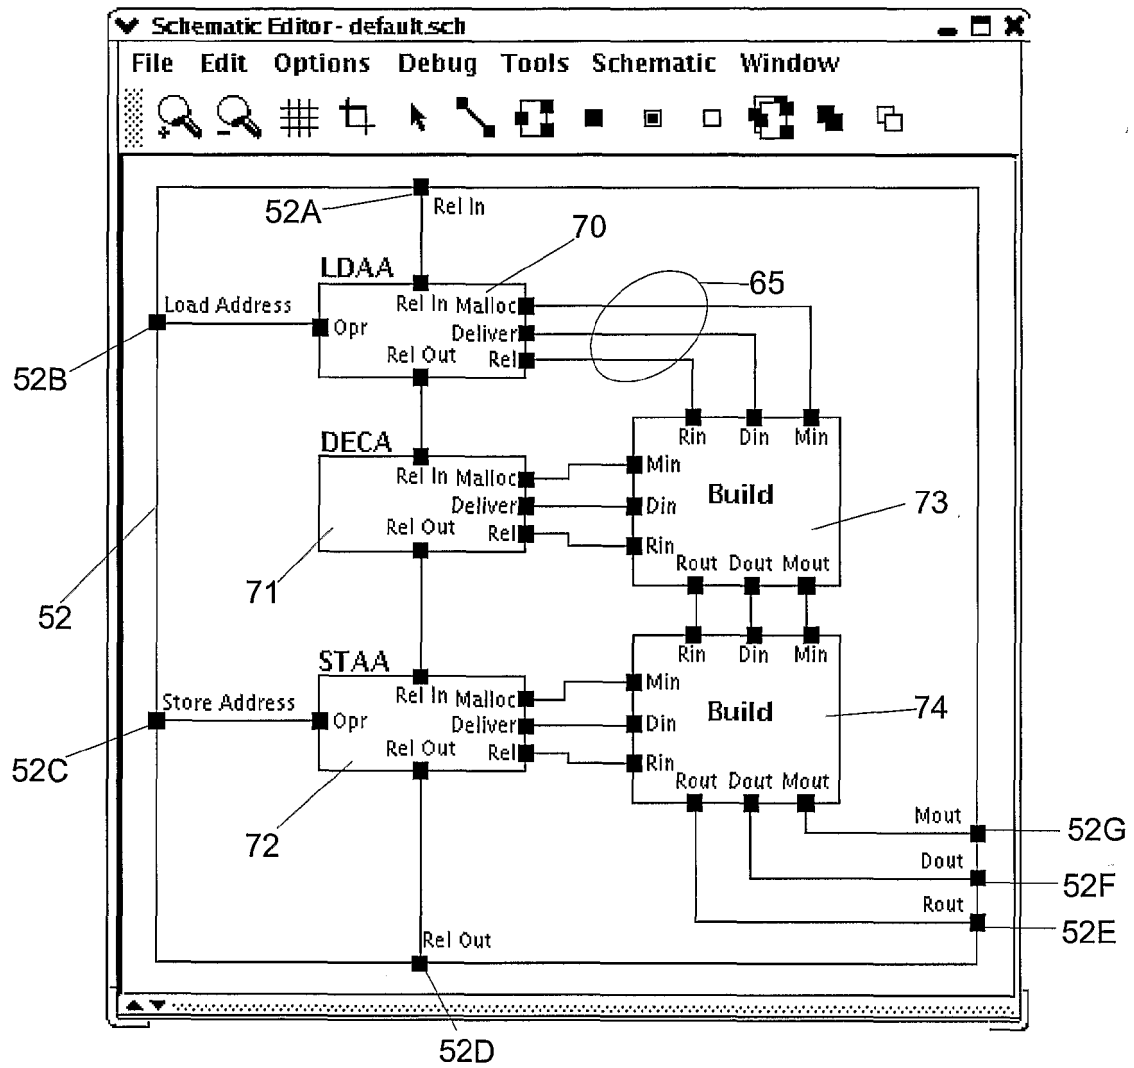 Schematic Editor - default.sch
File Edit Options Debug Tools Schematic Window
52A
Rel In
70
LDAA
65
Load Address
Rel In Malloc
Opr
Deliver
Rel Out
Rel
52B
DECA
Rin Din Min
Rel In Malloc
Min
Build
Deliver
Din
73
Rel Out
Rel
Rin
Rout Dout Mout
71
52
STAA
Rin Din Min
Rel In Malloc
Min
Store Address
Build
74
Opr
Deliver
Din
Rel Out
Rel
Rin
52C
Rout Dout Mout
72
Mout
52G
Dout
52F
Rout
52E
Rel Out
52D